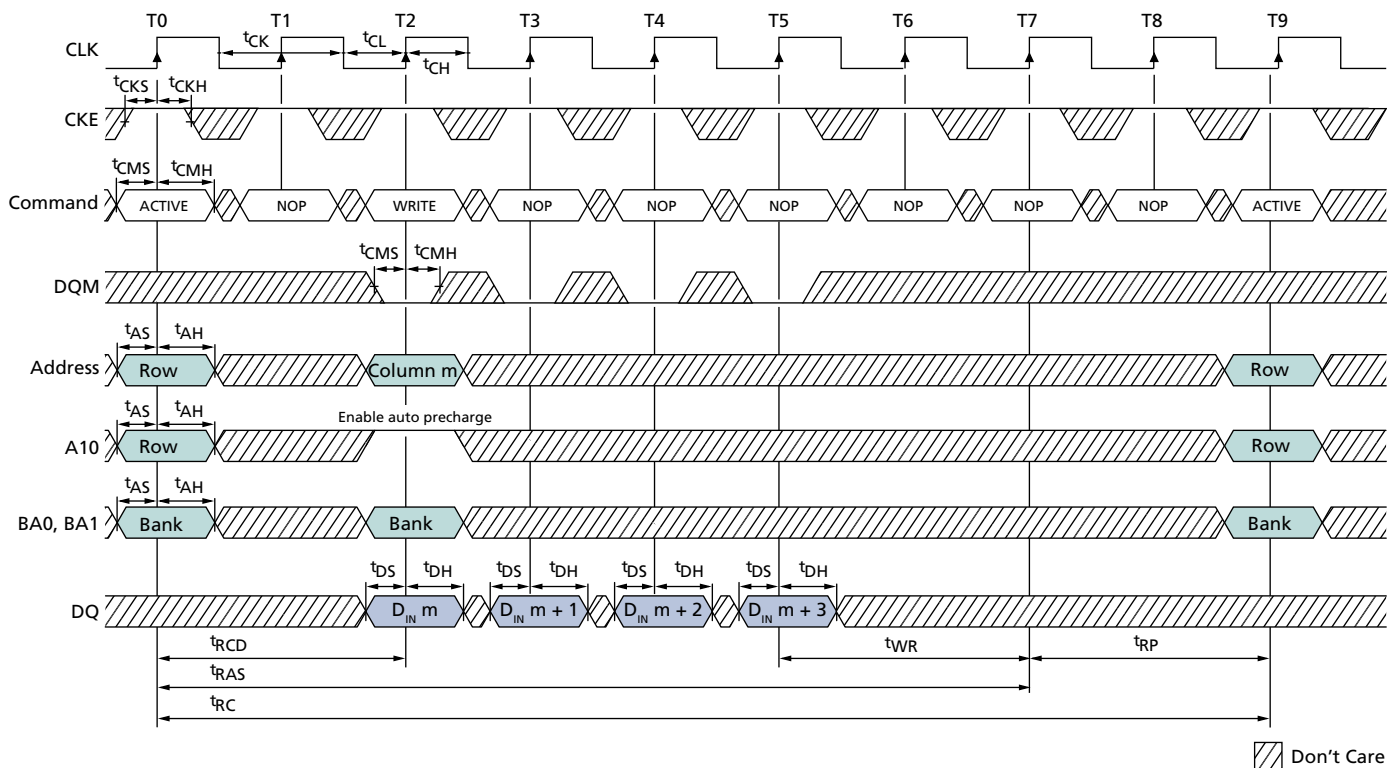 T0 T1 T2 T3 T4 T5 T6 T7 T8 T9
CLK tCK tCL tCH
tCKS tCKH
CKE
tCMS tCMH
Command ACTIVE NOP WRITE NOP NOP NOP NOP NOP NOP ACTIVE
tCMS tCMH
DQM
tAS tAH
Address Row Column m Row
tAS tAH Enable auto precharge
A10 Row Row
tAS tAH
BA0, BA1 Bank Bank Bank
tDS tDH tDS tDH tDS tDH tDS tDH
DQ DIN m DIN m + 1 DIN m + 2 DIN m + 3
tRCD tWR tRP
tRAS
tRC
Don't Care